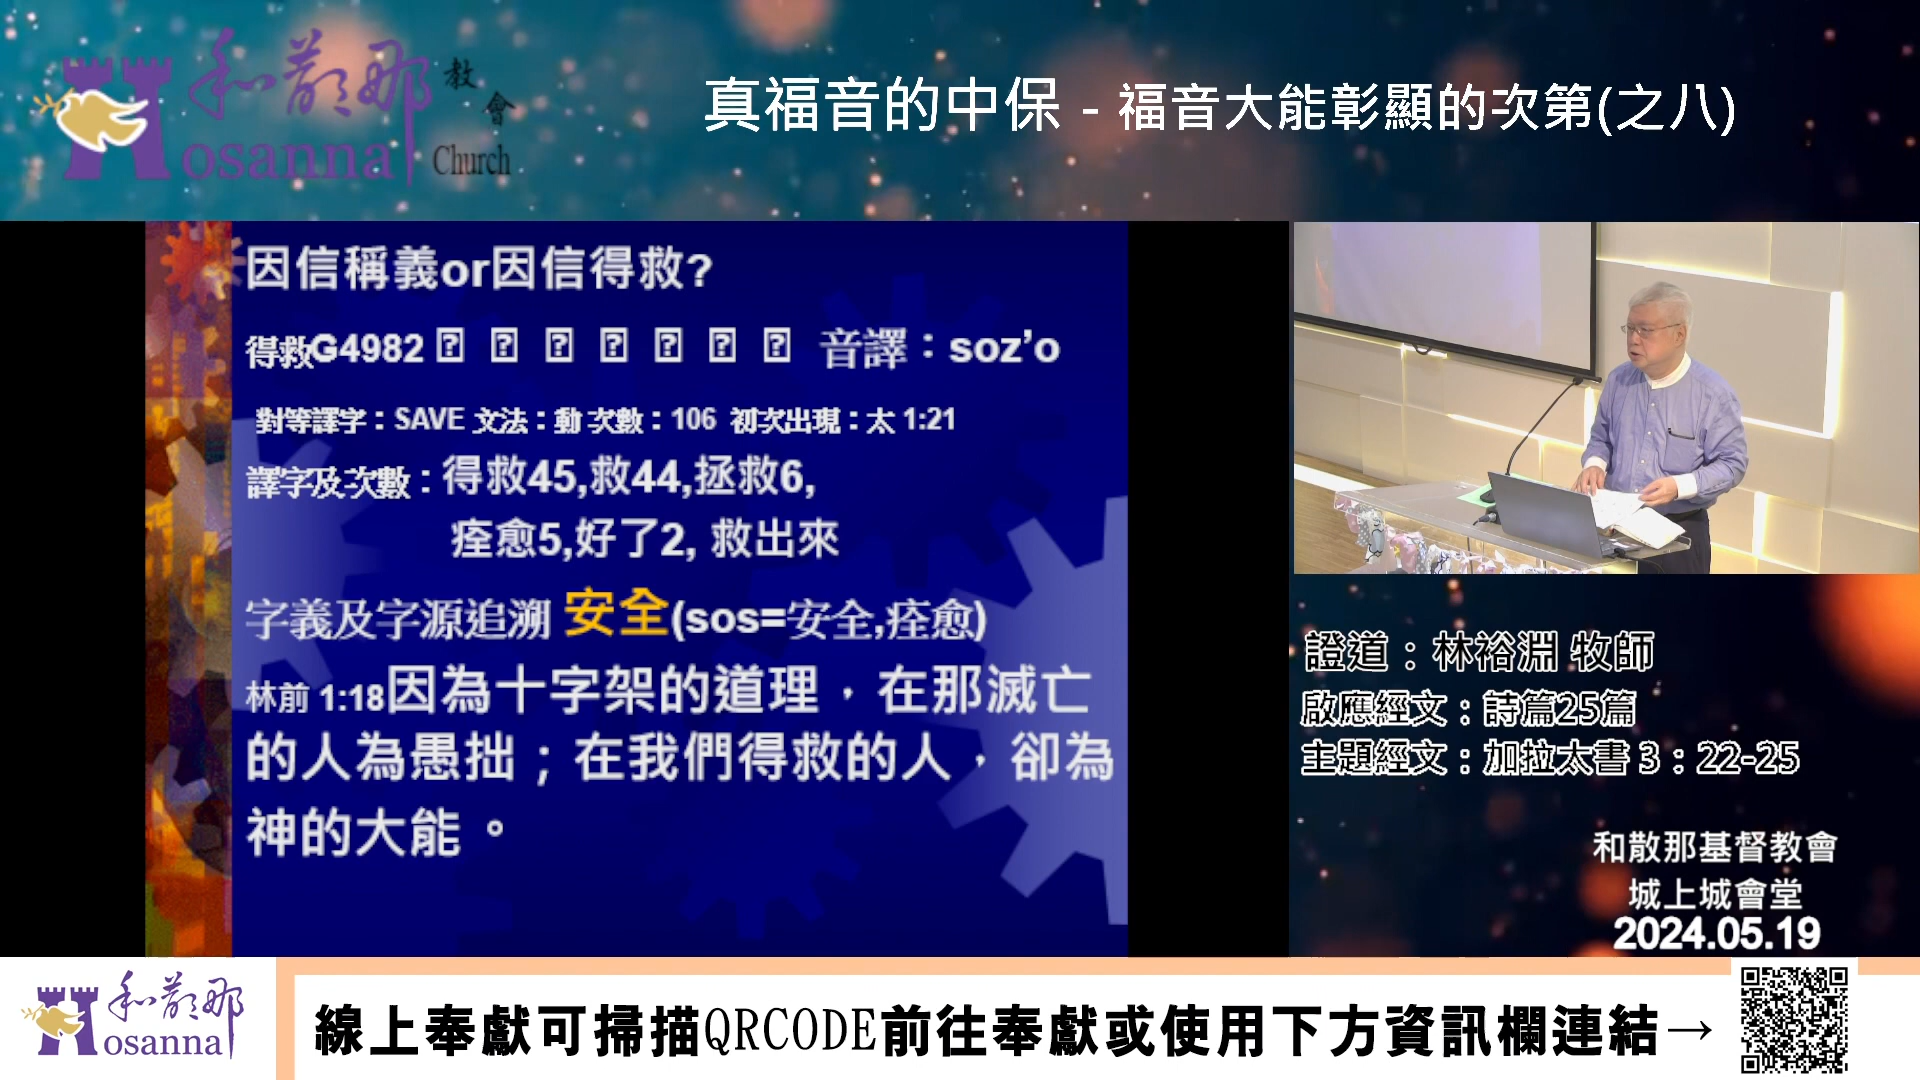 和散那教會
Hosanna Church
真福音的中保 - 福音大能彰顯的次第(之八)
因信稱義or因信得救?
得救G4982 音譯：soz’o
對等譯字：SAVE 文法：動 次數：106 初次出現：太 1:21
譯字及次數：得救45,救44,拯救6,
痊愈5,好了2, 救出來
字義及字源追溯 安全(sos=安全,痊愈)
林前 1:18因為十字架的道理，在那滅亡
的人為愚拙；在我們得救的人，卻為
神的大能。
證道：林裕淵 牧師
啟應經文：詩篇25篇
主題經文：加拉太書 3：22-25
和散那基督教會
城上城會堂
2024.05.19
和散那
Hosanna
線上奉獻可掃描QRCODE前往奉獻或使用下方資訊欄連結→